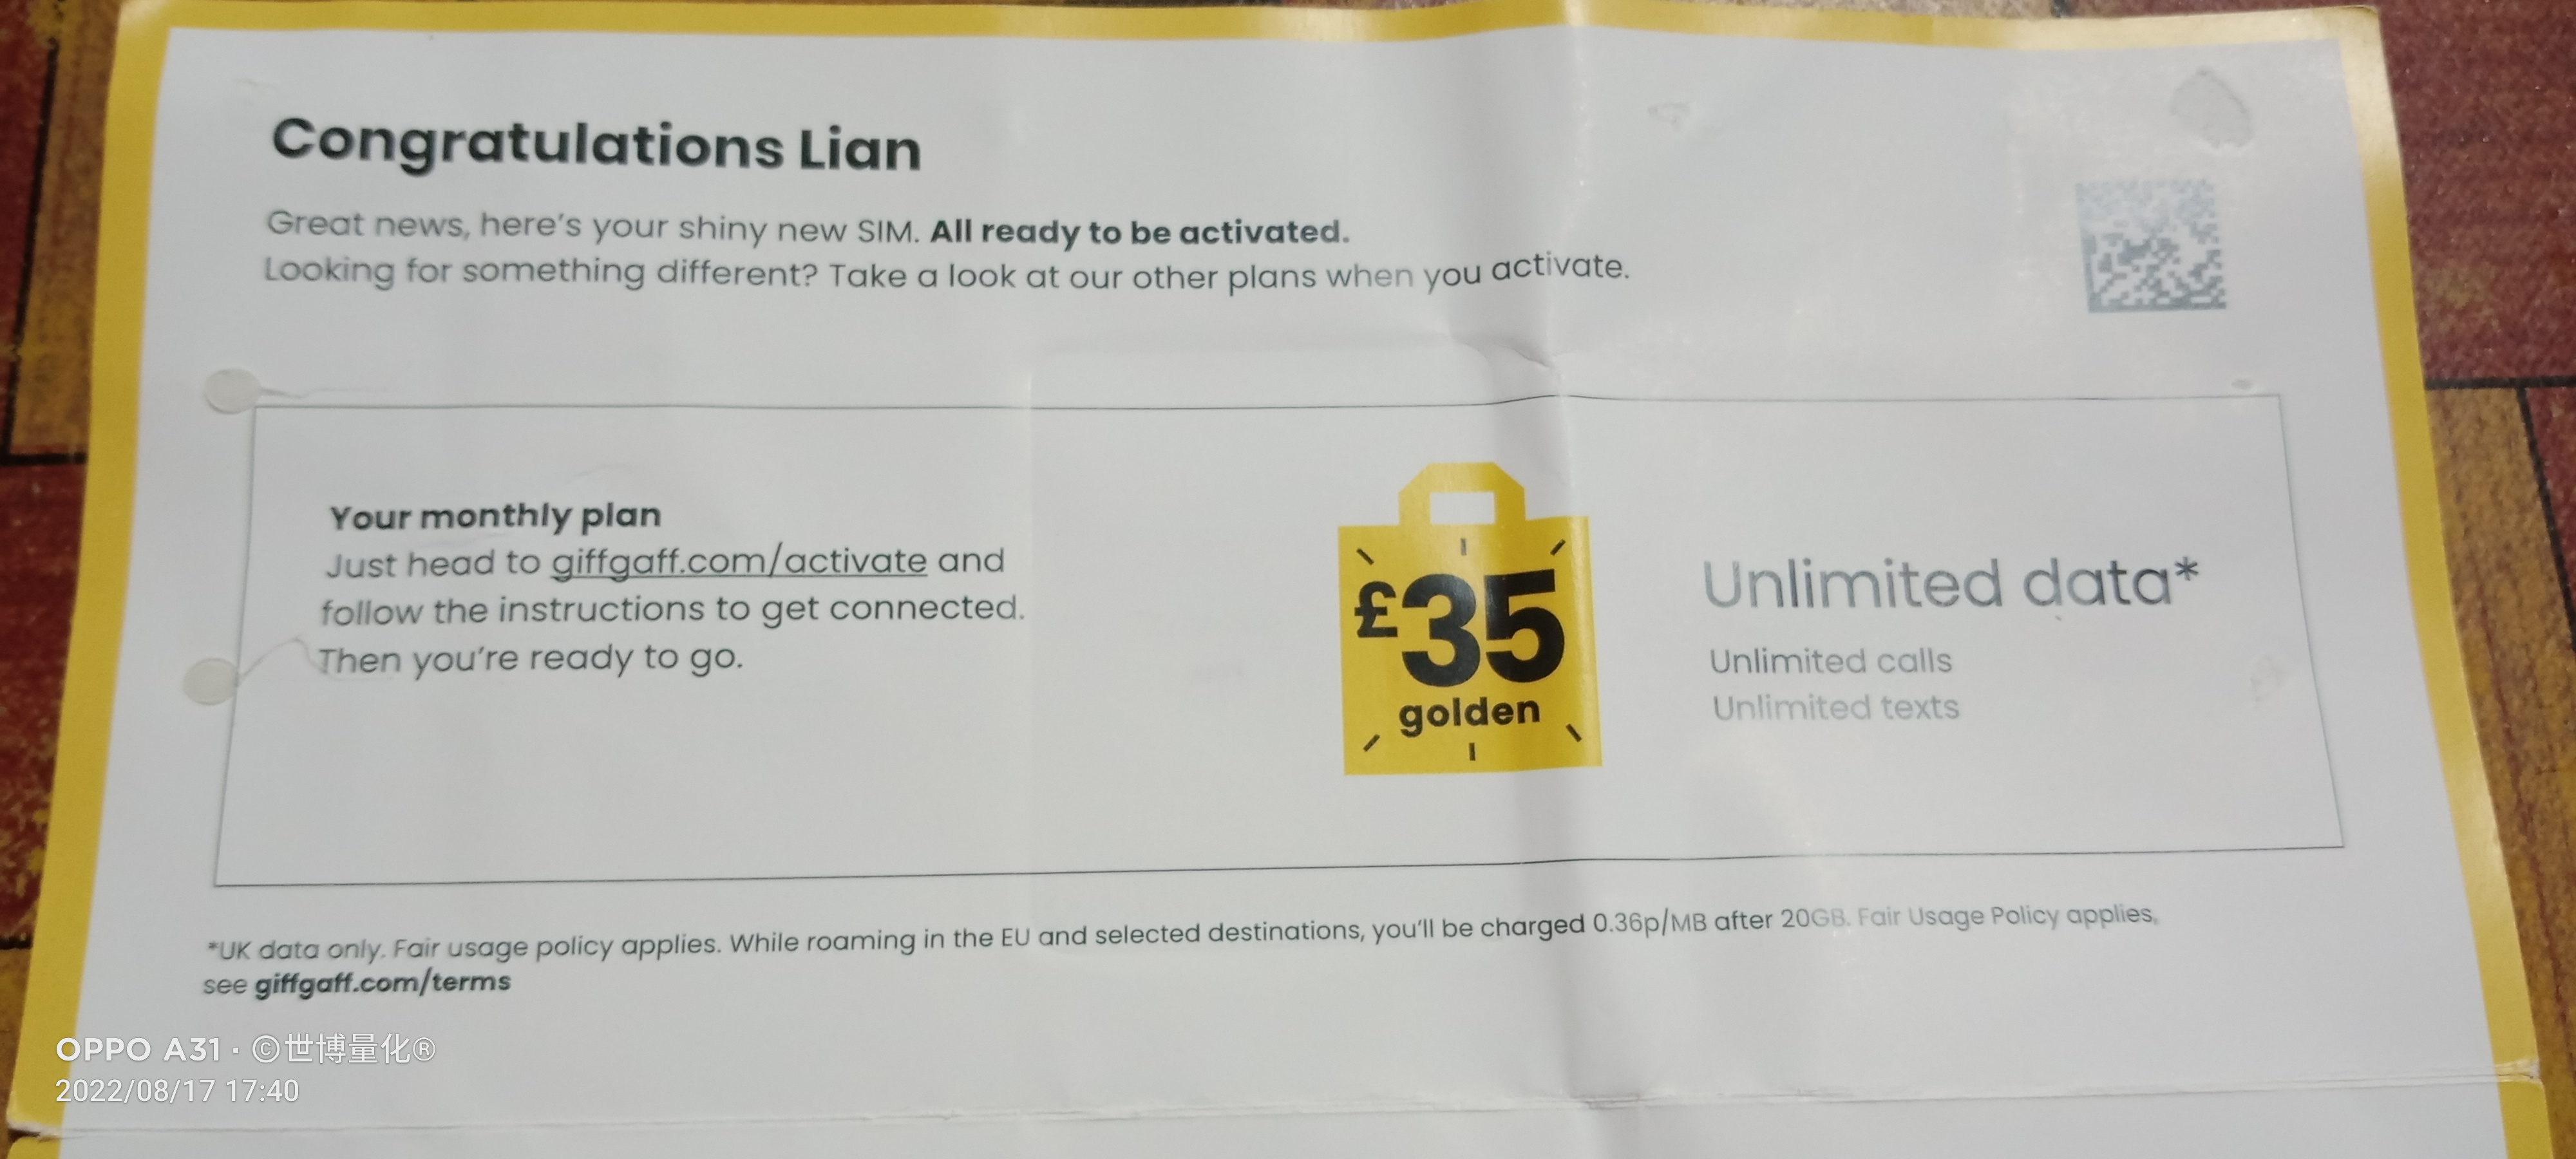 Congratulations Lian
Great news, here's your shiny new SIM. All ready to be activated.
Looking for something different? Take a look at our other plans when you activate.
Your monthly plan
Just head to giffgaff.com/activate and
follow the instructions to get connected.
Then you're ready to go.
£35
golden
Unlimited data*
Unlimited calls
Unlimited texts
*UK data only. Fair usage policy applies. While roaming in the EU and selected destinations, you'll be charged 0.36p/MB after 20GB. Fair Usage Policy applies,
see giffgaff.com/terms
OPPO A31 · ©世博量化®
2022/08/17 17:40